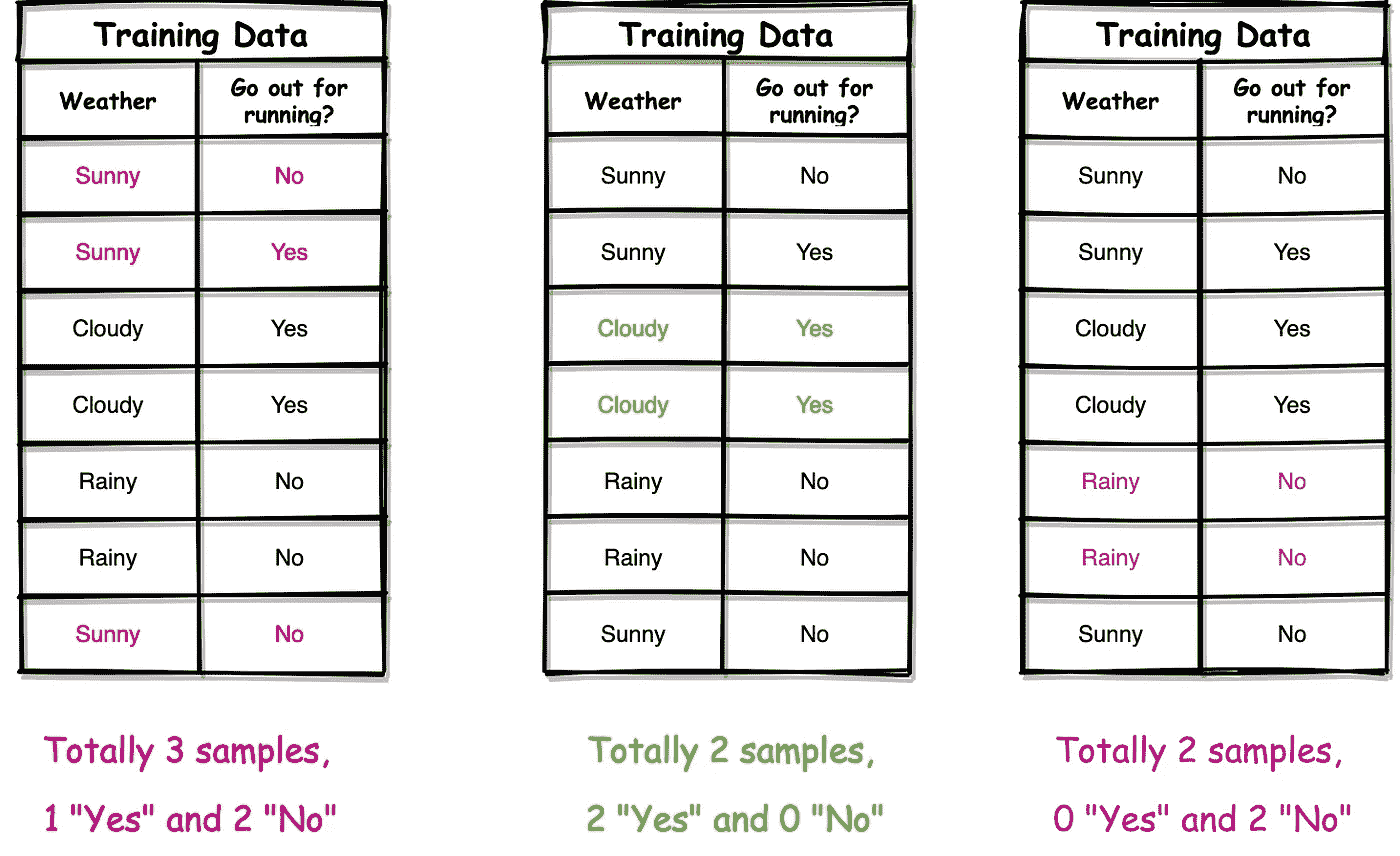 Training Data
Weather
Go out for
running?
Sunny
No
Sunny
Yes
Cloudy
Yes
Cloudy
Yes
Rainy
No
Rainy
No
Sunny
No
Totally 3 samples,
1 "Yes" and 2 "No"
Training Data
Weather
Go out for
running?
Sunny
No
Sunny
Yes
Cloudy
Yes
Cloudy
Yes
Rainy
No
Rainy
No
Sunny
No
Totally 2 samples,
2 "Yes" and 0 "No"
Training Data
Weather
Go out for
running?
Sunny
No
Sunny
Yes
Cloudy
Yes
Cloudy
Yes
Rainy
No
Rainy
No
Sunny
No
Totally 2 samples,
0 "Yes" and 2 "No"